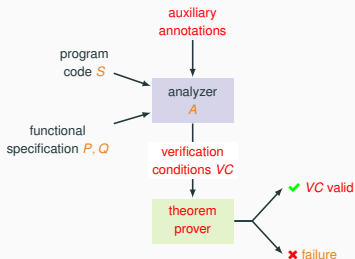 auxiliary
annotations
program
code S
analyzer
A
functional
specification P, Q
verification
conditions VC
theorem
prover
✔ VC valid
✖ failure